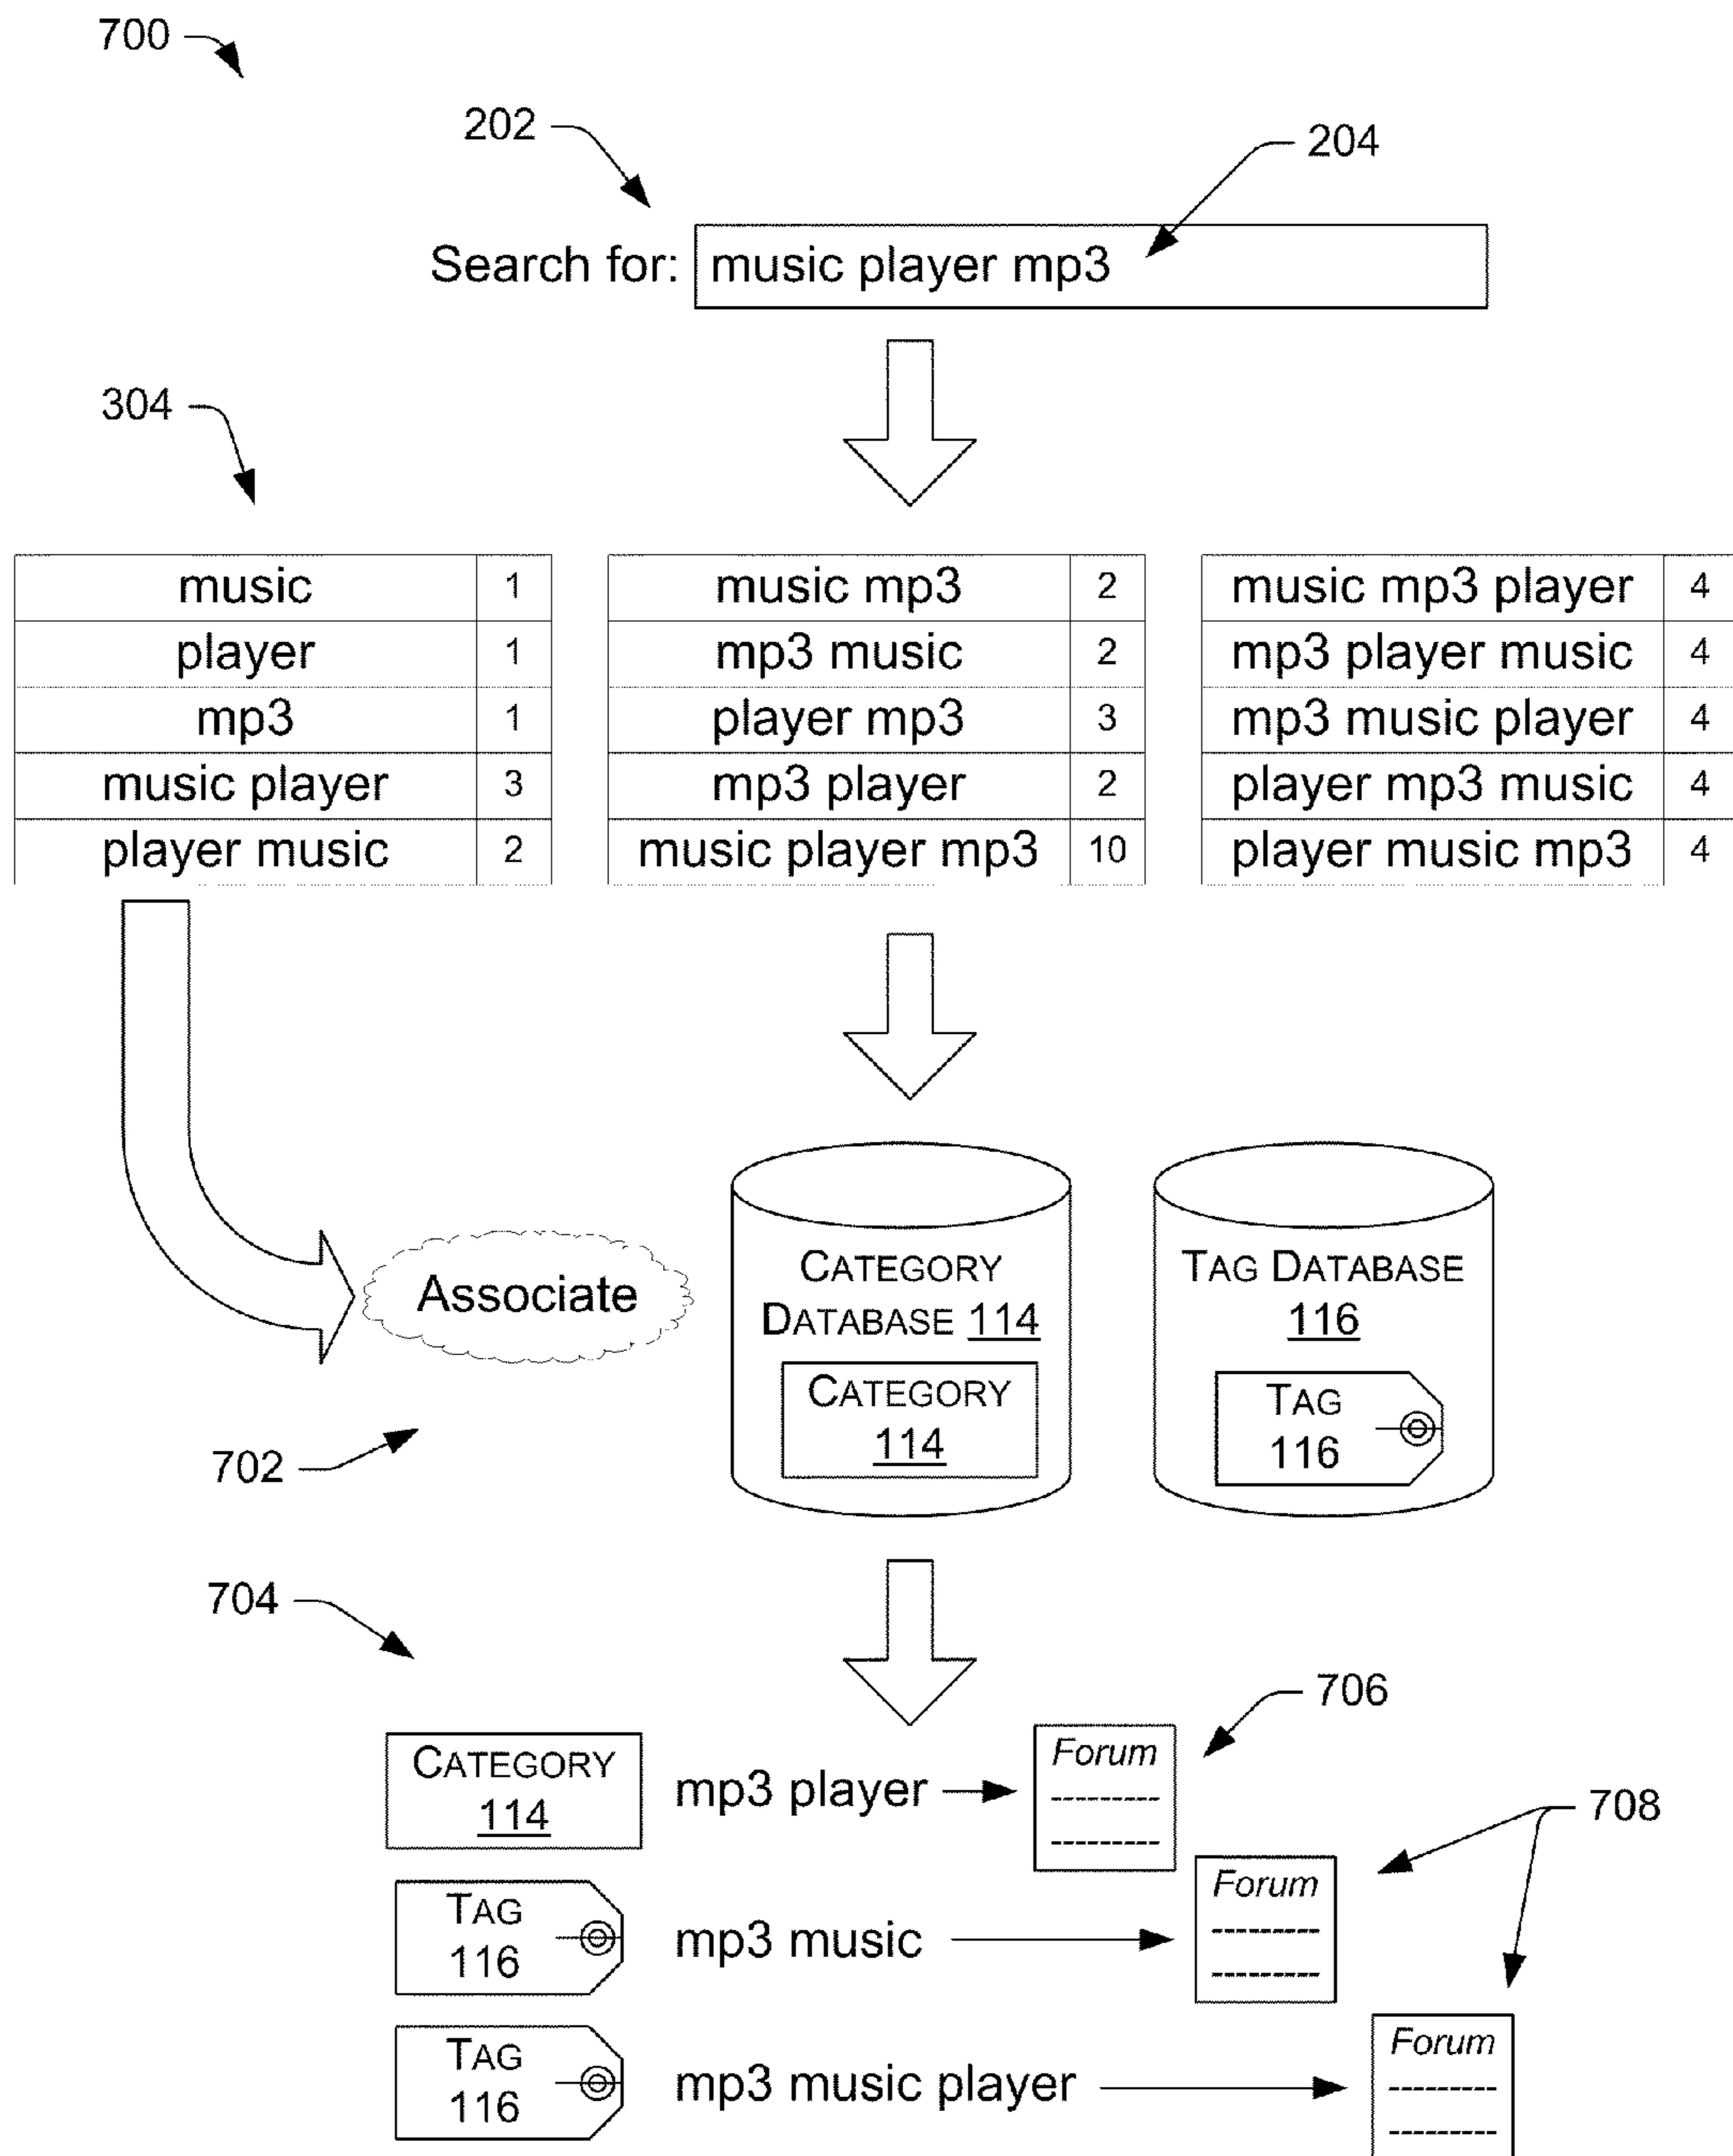 700
202
204
Search for: music player mp3
304
music 1 music mp3 2 music mp3 player 4
player 1 mp3 music 2 mp3 player music 4
mp3 1 player mp3 3 mp3 music player 4
music player 3 mp3 player 2 player mp3 music 4
player music 2 music player mp3 10 player music mp3 4
Associate
CATEGORY
DATABASE 114
CATEGORY
114
TAG DATABASE
116
TAG
116
702
704
706
CATEGORY
114
mp3 player
Forum
708
TAG
116
mp3 music
Forum
TAG
116
mp3 music player
Forum